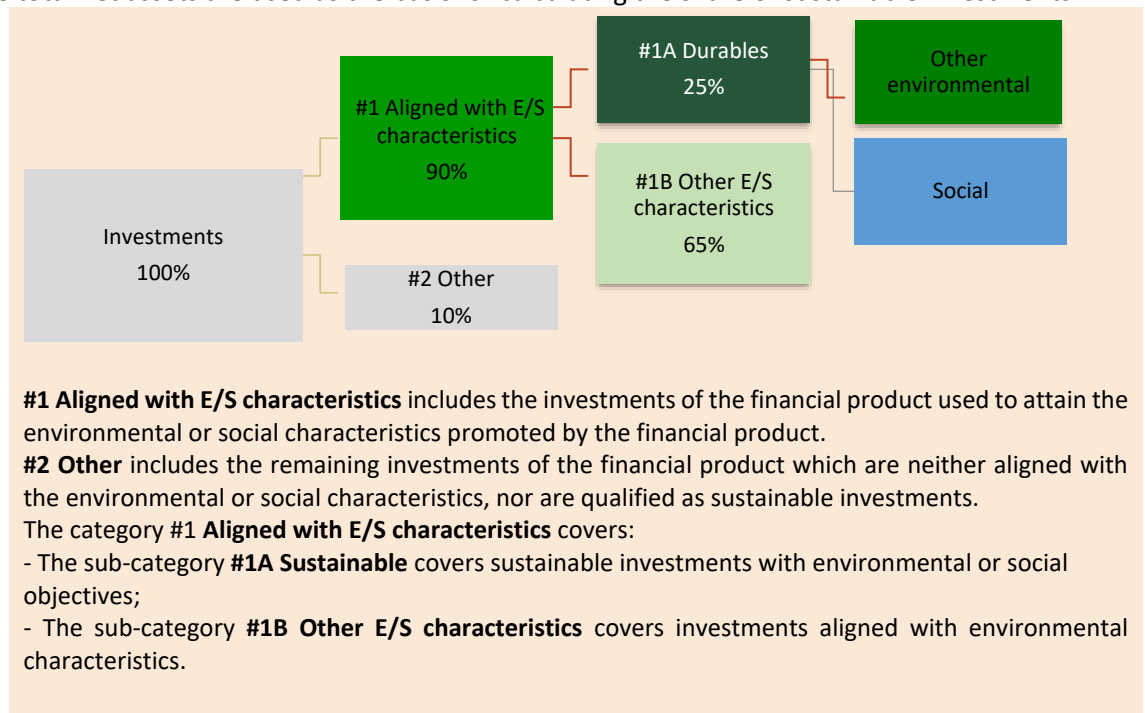 #1A Durables
25%
Other
environmental
#1 Aligned with E/S
characteristics
90%
#1B Other E/S
characteristics
65%
Social
Investments
100%
#2 Other
10%
#1 Aligned with E/S characteristics includes the investments of the financial product used to attain the
environmental or social characteristics promoted by the financial product.
#2 Other includes the remaining investments of the financial product which are neither aligned with
the environmental or social characteristics, nor are qualified as sustainable investments.
The category #1 Aligned with E/S characteristics covers:
- The sub-category #1A Sustainable covers sustainable investments with environmental or social
objectives;
- The sub-category #1B Other E/S characteristics covers investments aligned with environmental
characteristics.